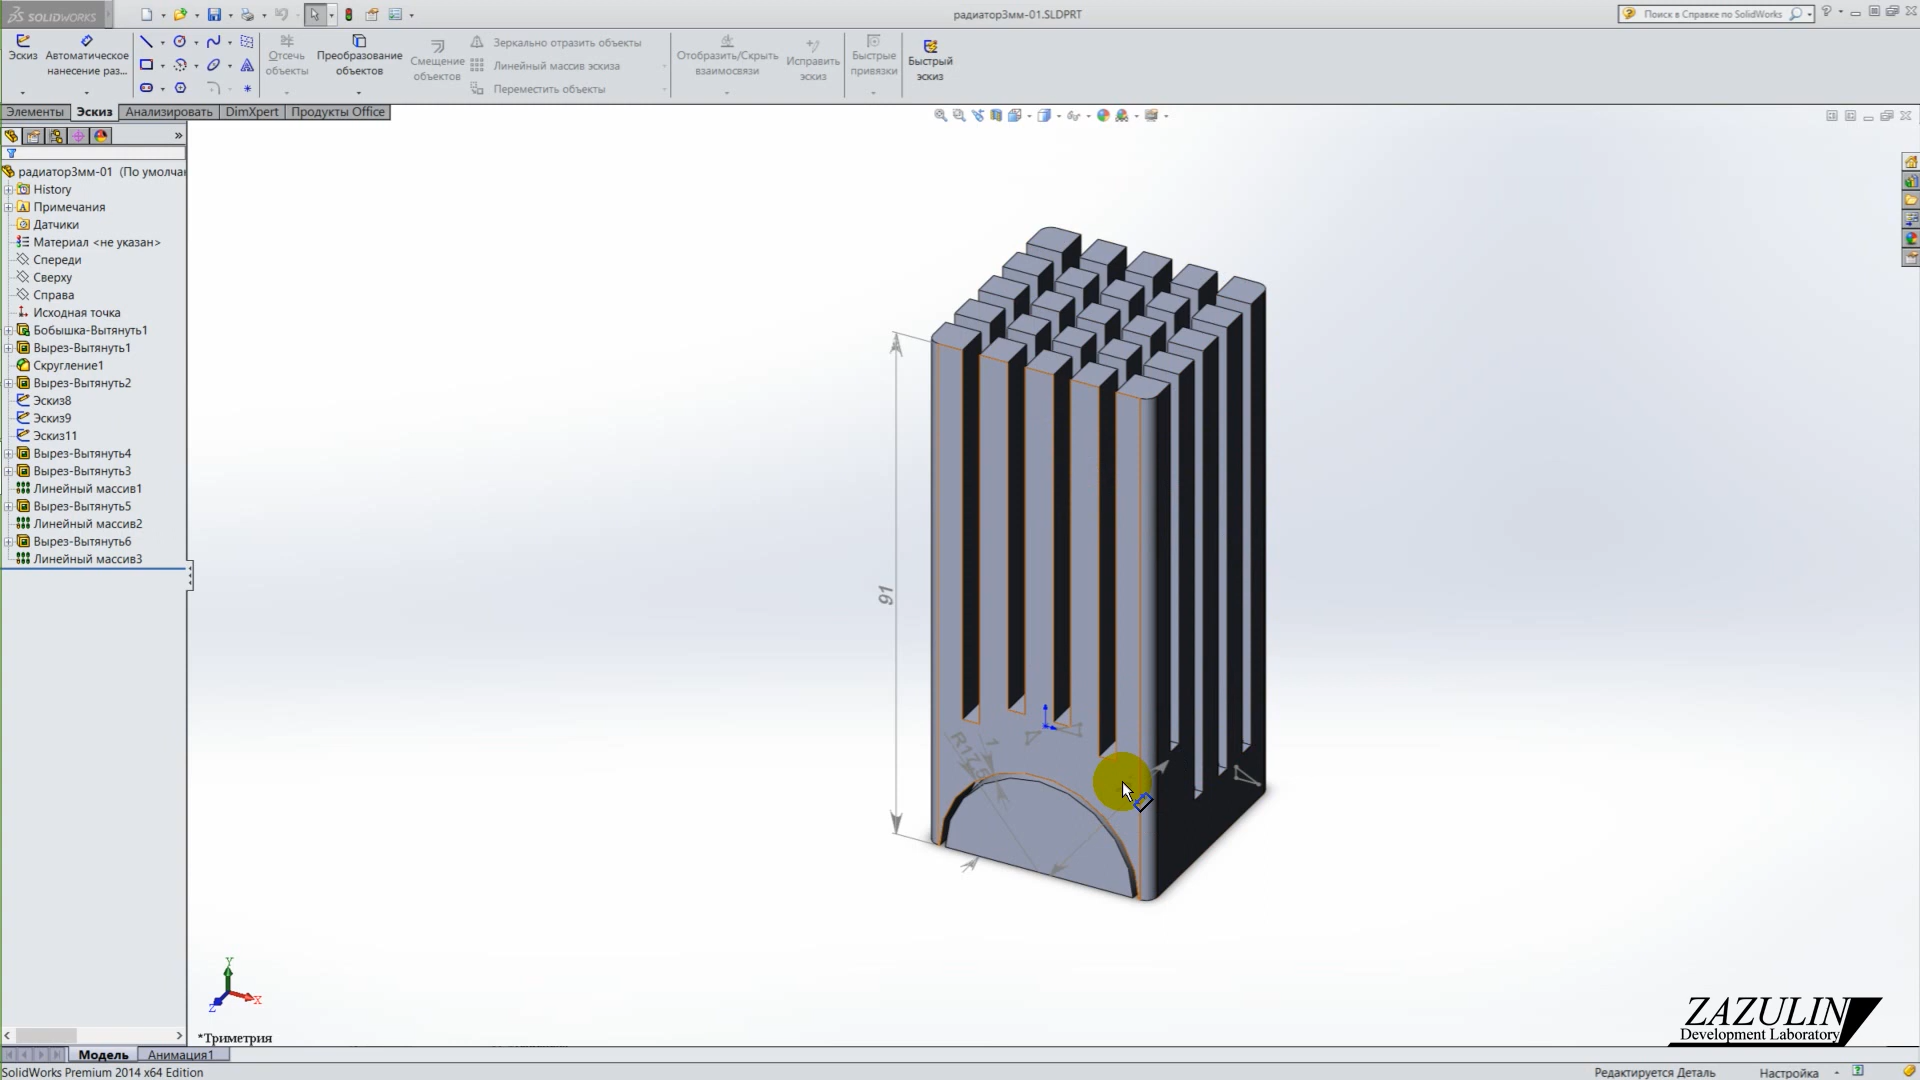 SOLIDWORKS
радиатор3мм-01.SLDPRT
Поиск в Справке по SolidWorks
Эскиз
Автоматическое нанесение раз...
Отсечь объекты
Преобразование объектов
Смещение объектов
Зеркально отразить объекты
Линейный массив эскиза
Переместить объекты
Отобразить/Скрыть взаимосвязи
Исправить эскиз
Быстрые привязки
Быстрый эскиз
Элементы
Эскиз
Анализировать
DimXpert
Продукты Office
радиатор3мм-01 (По умолча
History
Примечания
Датчики
Материал <не указан>
Спереди
Сверху
Справа
Исходная точка
Бобышка-Вытянуть1
Вырез-Вытянуть1
Скругление1
Вырез-Вытянуть2
Эскиз8
Эскиз9
Эскиз11
Вырез-Вытянуть4
Вырез-Вытянуть3
Линейный массив1
Вырез-Вытянуть5
Линейный массив2
Вырез-Вытянуть6
Линейный массив3
91
R17,5
1
Y
X
Z
*Триметрия
ZAZULIN
Development Laboratory
Модель
Анимация1
SolidWorks Premium 2014 x64 Edition
Редактируется Деталь
Настройка